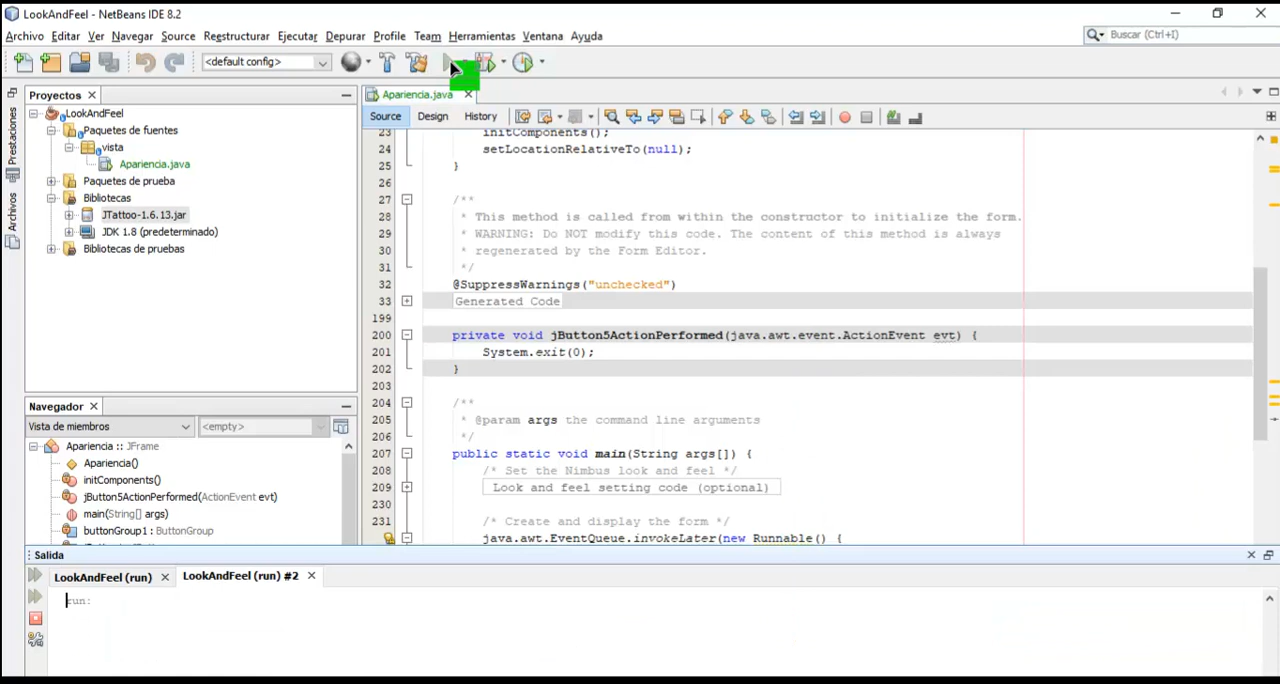 LookAndFeel - NetBeans IDE 8.2
Archivo Editar Ver Navegar Source Reestructurar Ejecutar Depurar Profile Team Herramientas Ventana Ayuda
Buscar (Ctrl+I)
<default config>
Prestaciones
Archivos
Proyectos
LookAndFeel
Paquetes de fuentes
vista
Apariencia.java
Paquetes de prueba
Bibliotecas
JTattoo-1.6.13.jar
JDK 1.8 (predeterminado)
Bibliotecas de pruebas
Navegador
Vista de miembros
<empty>
Apariencia :: JFrame
Apariencia()
initComponents()
jButton5ActionPerformed(ActionEvent evt)
main(String[] args)
buttonGroup1 : ButtonGroup
Apariencia.java
Source Design History
23 initComponents();
24 setLocationRelativeTo(null);
25 }
26
27 /**
28 * This method is called from within the constructor to initialize the form.
29 * WARNING: Do NOT modify this code. The content of this method is always
30 * regenerated by the Form Editor.
31 */
32 @SuppressWarnings("unchecked")
33 Generated Code
199
200 private void jButton5ActionPerformed(java.awt.event.ActionEvent evt) {
201 System.exit(0);
202 }
203
204 /**
205 * @param args the command line arguments
206 */
207 public static void main(String args[]) {
208 /* Set the Nimbus look and feel */
209 Look and feel setting code (optional)
230
231 /* Create and display the form */
java.awt.EventQueue.invokeLater(new Runnable() {
Salida
LookAndFeel (run) LookAndFeel (run) #2
run: